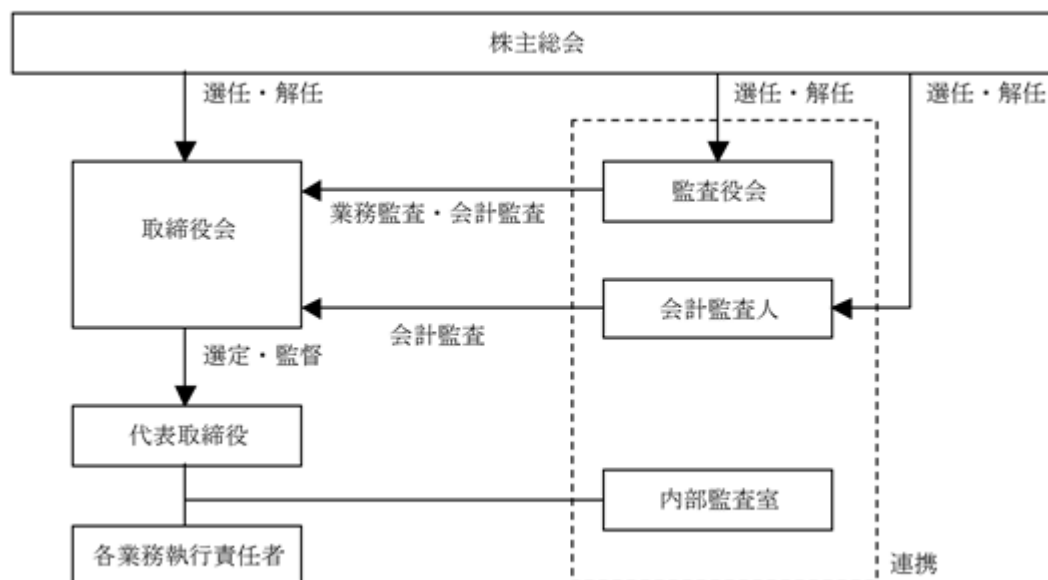 株主総会
選任・解任
選任・解任
選任・解任
監査役会
業務監査・会計監査
取締役会
会計監査人
会計監査
選定・監督
代表取締役
内部監査室
各業務執行責任者
連携